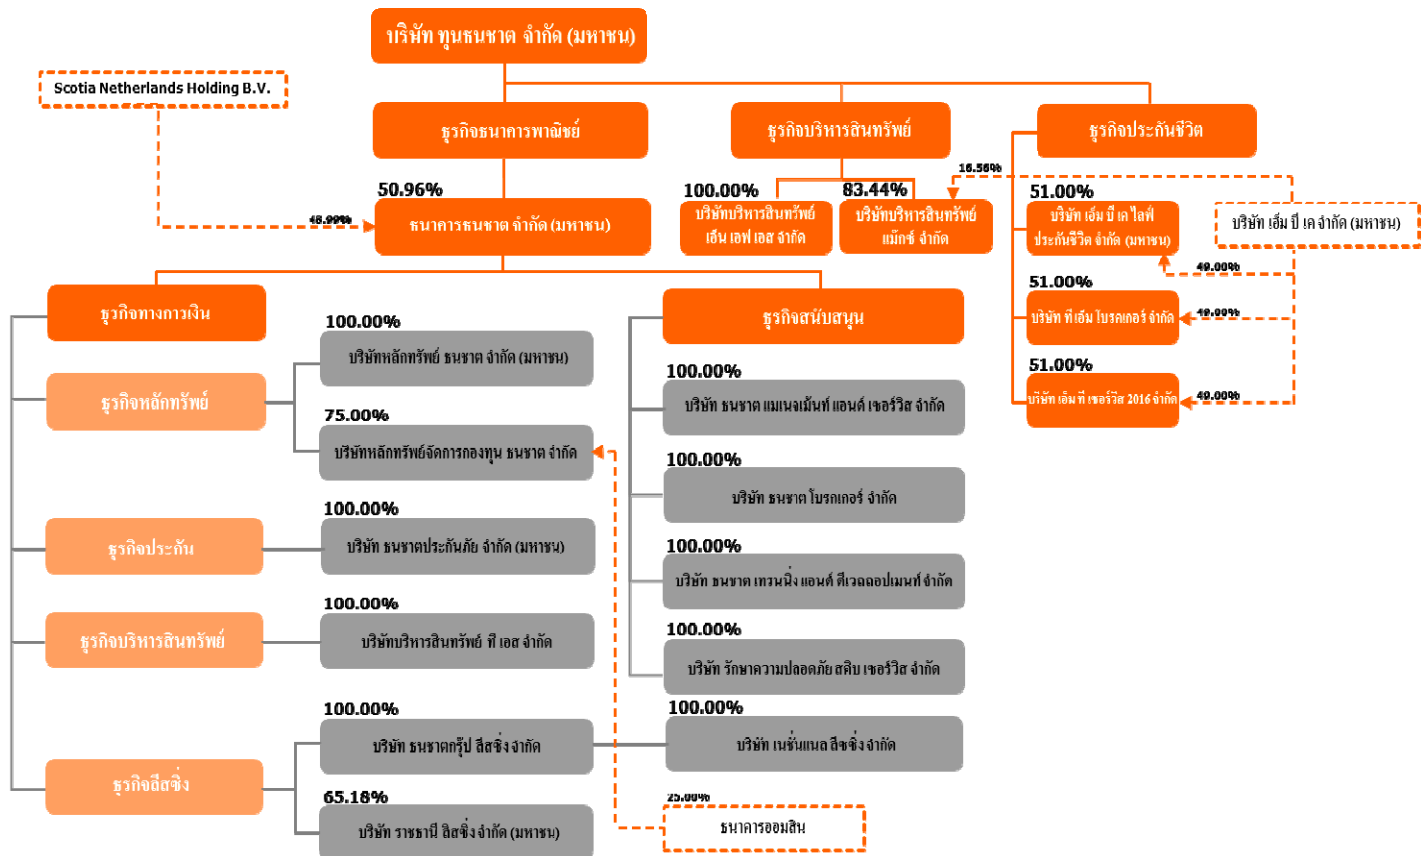 บริษัท ทุนธนชาต จำกัด (มหาชน)
Scotia Netherlands Holding B.V.
ธุรกิจธนาคารพาณิชย์
ธุรกิจบริหารสินทรัพย์
ธุรกิจประกันชีวิต
50.96%
48.99%
ธนาคารธนชาต จำกัด (มหาชน)
100.00%
บริษัทบริหารสินทรัพย์
เอ็น เอฟ เอส จำกัด
83.44%
บริษัทบริหารสินทรัพย์
แม๊กซ์ จำกัด
16.56%
51.00%
บริษัท เอ็ม บี เค ไลฟ์
ประกันชีวิต จำกัด (มหาชน)
บริษัท เอ็ม บี เค จำกัด (มหาชน)
49.00%
51.00%
บริษัท ที เอ็ม โบรคเกอร์ จำกัด
49.00%
51.00%
บริษัท เอ็ม ที เซอร์วิส 2016 จำกัด
49.00%
ธุรกิจทางการเงิน
ธุรกิจสนับสนุน
ธุรกิจหลักทรัพย์
100.00%
บริษัทหลักทรัพย์ ธนชาต จำกัด (มหาชน)
75.00%
บริษัทหลักทรัพย์จัดการกองทุน ธนชาต จำกัด
ธุรกิจประกัน
100.00%
บริษัท ธนชาตประกันภัย จำกัด (มหาชน)
ธุรกิจบริหารสินทรัพย์
100.00%
บริษัทบริหารสินทรัพย์ ที เอส จำกัด
ธุรกิจลีสซิ่ง
100.00%
บริษัท ธนชาตกรุ๊ป ลีสซิ่ง จำกัด
65.18%
บริษัท ราชธานี ลิสซิ่ง จำกัด (มหาชน)
100.00%
บริษัท ธนชาต แมเนจเม้นท์ แอนด์ เซอร์วิส จำกัด
100.00%
บริษัท ธนชาต โบรกเกอร์ จำกัด
100.00%
บริษัท ธนชาต เทรนนิ่ง แอนด์ ดีเวลลอปเมนท์ จำกัด
100.00%
บริษัท รักษาความปลอดภัย สคิบ เซอร์วิส จำกัด
100.00%
บริษัท เนชั่นแนล ลีซซิ่ง จำกัด
25.00%
ธนาคารออมสิน